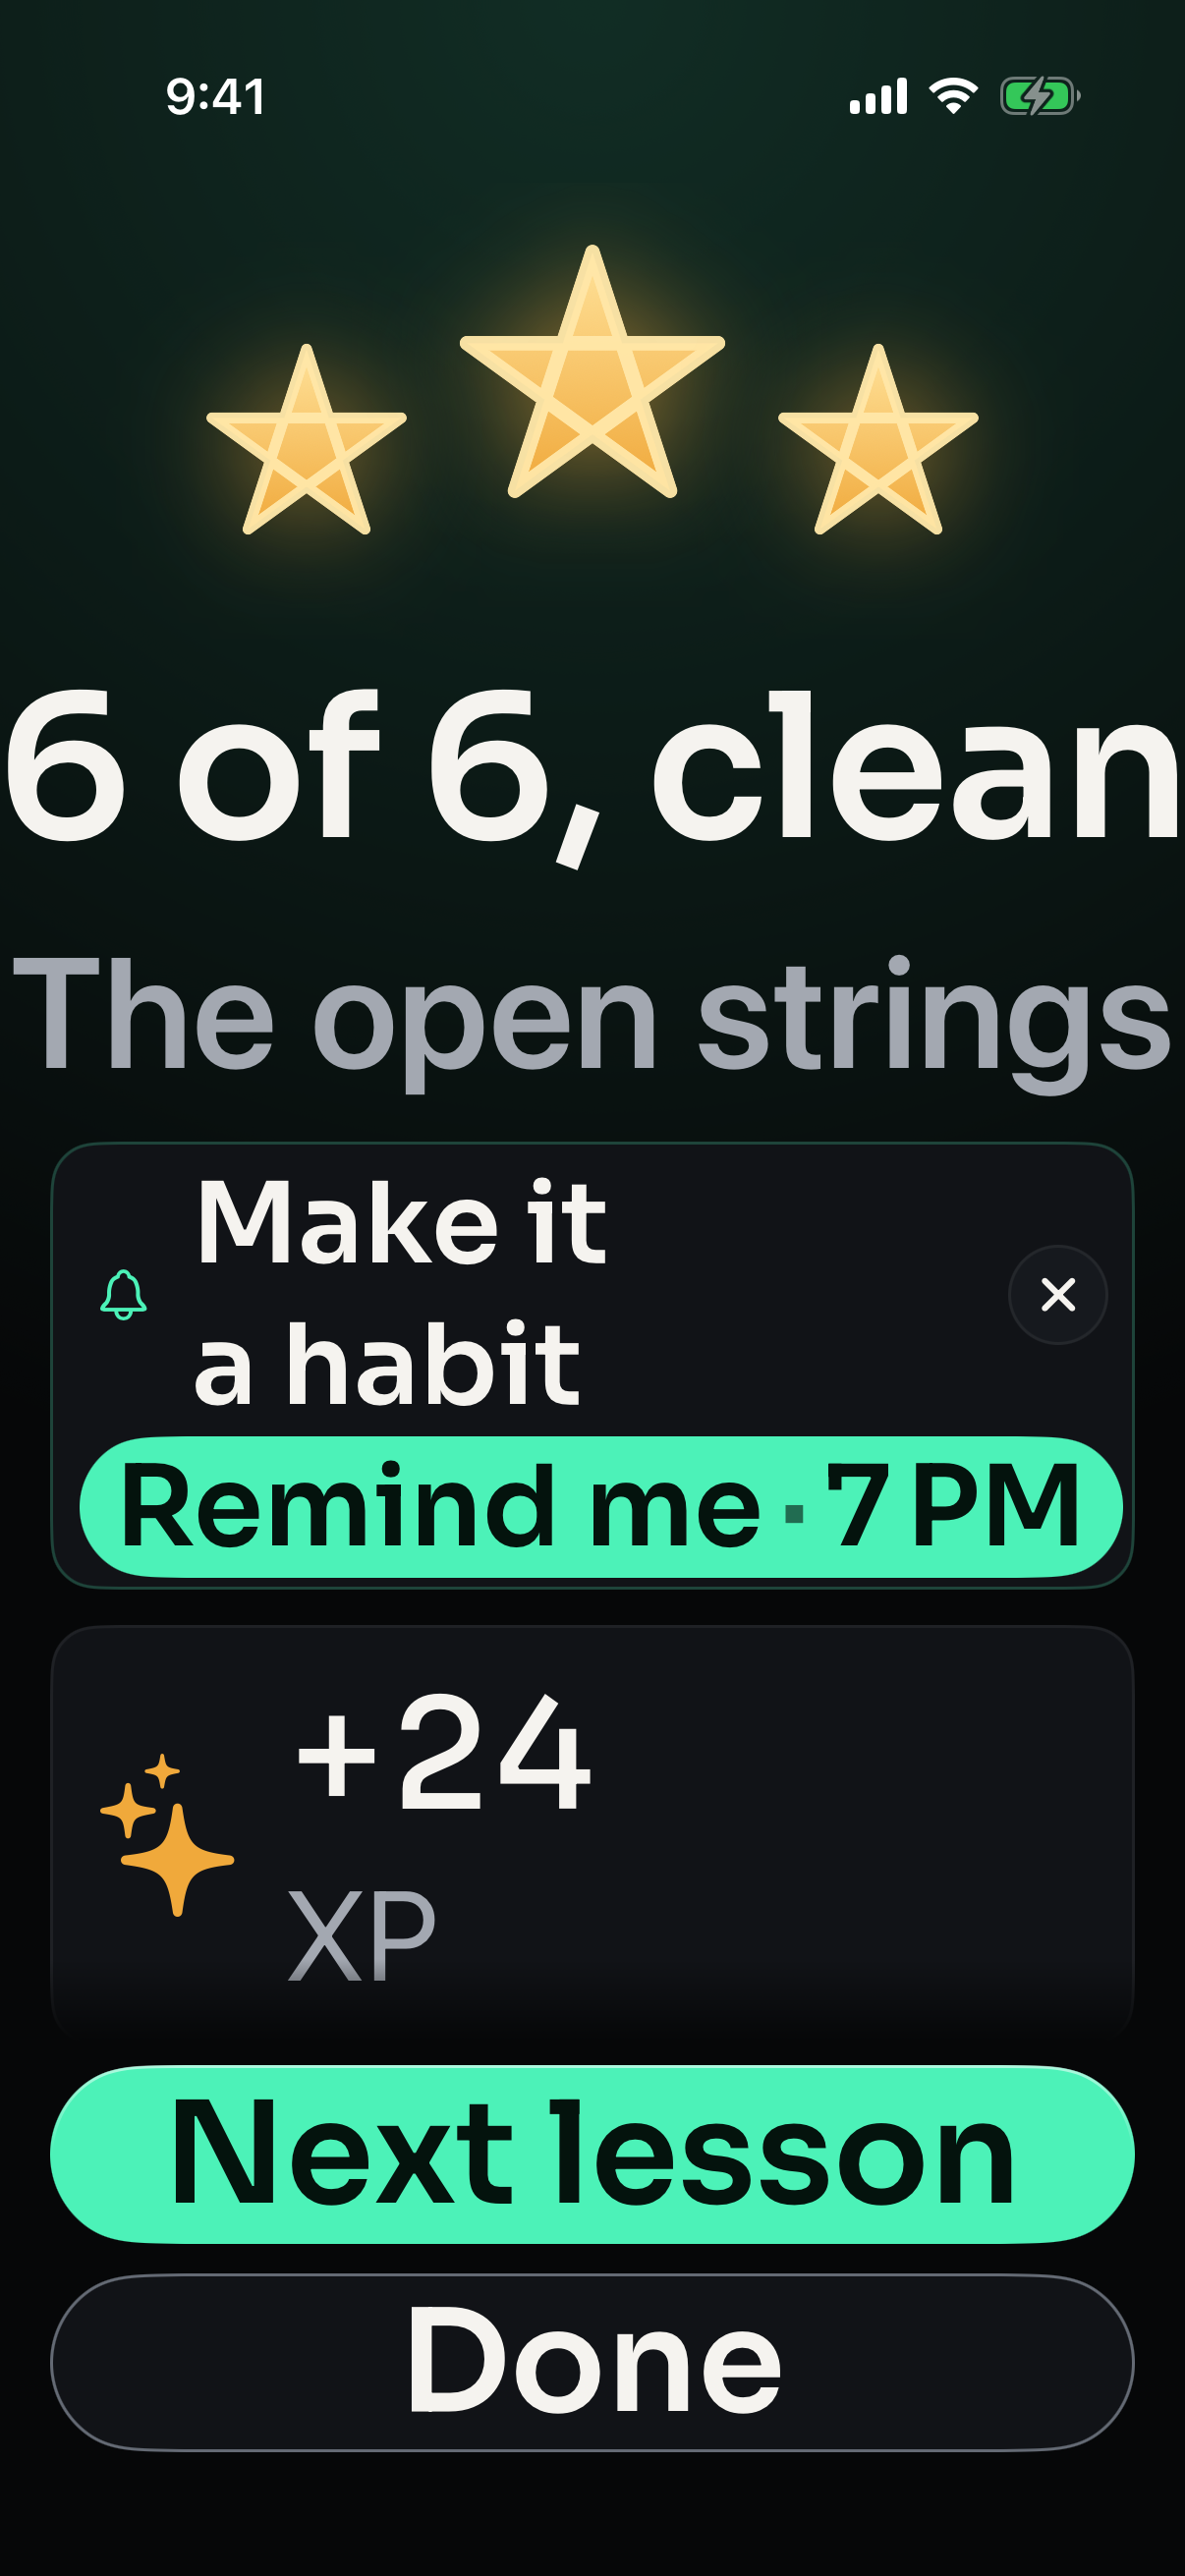 9:41
6 of 6, clean
The open strings
Make it
a habit
Remind me · 7 PM
+24
XP
Next lesson
Done